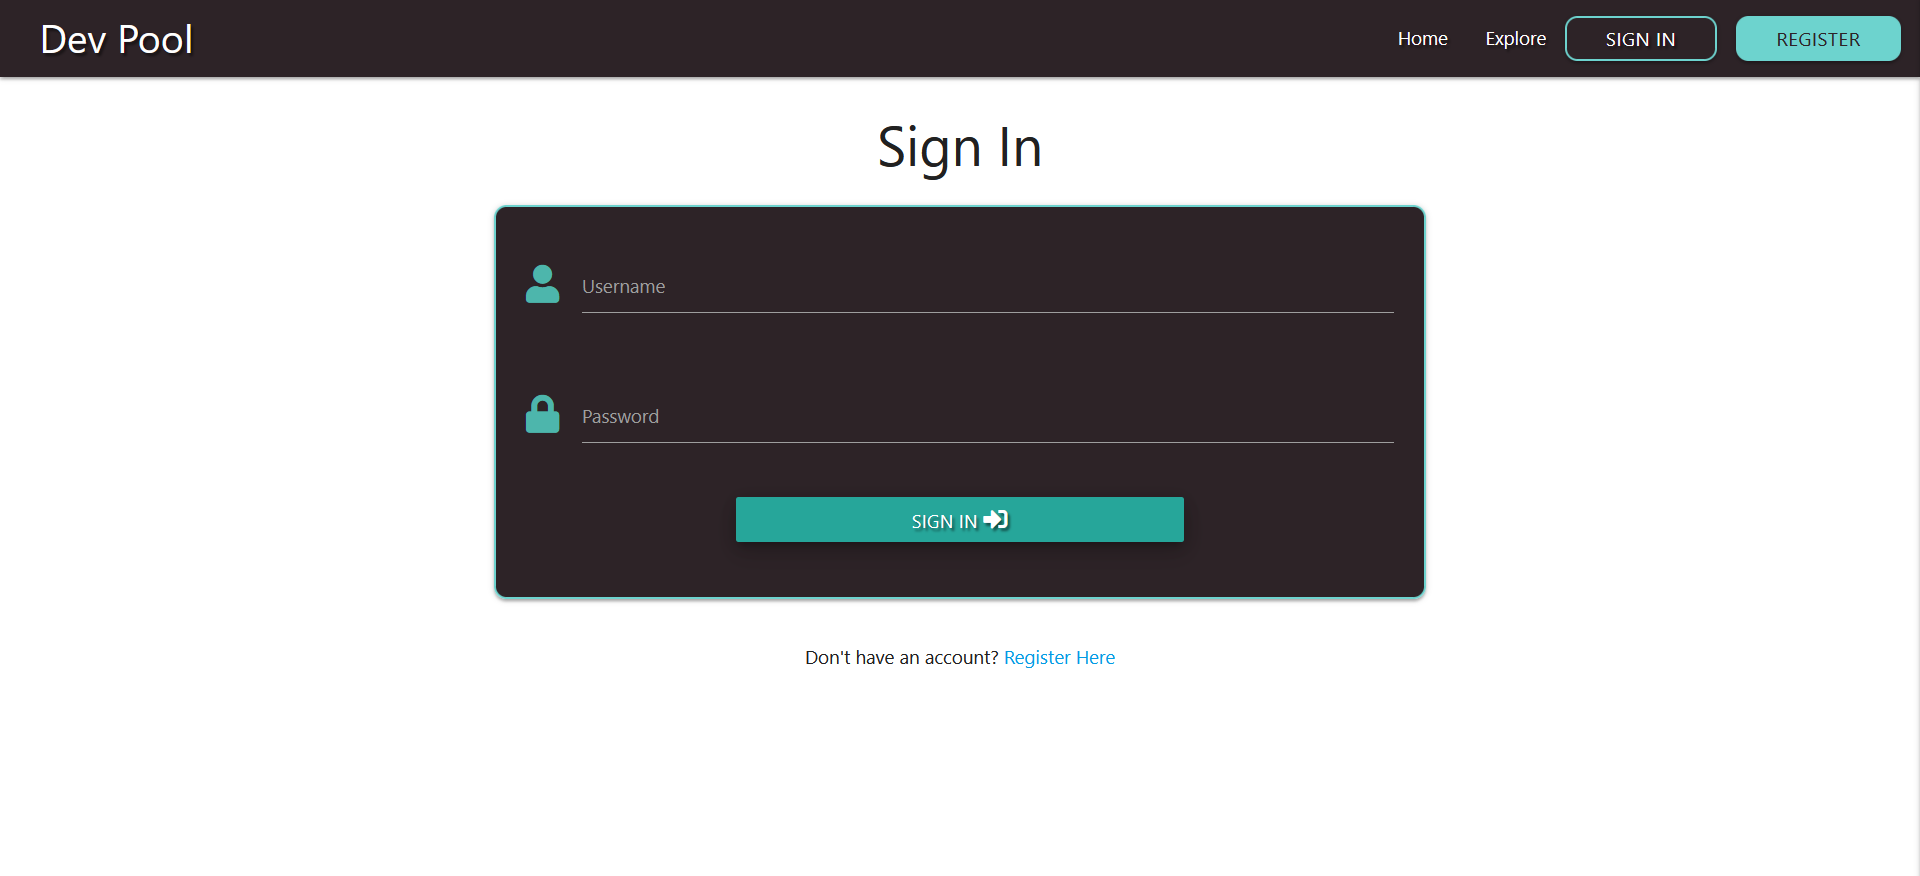 Dev Pool
Home Explore SIGN IN REGISTER
Sign In
Username
Password
SIGN IN
Don't have an account? Register Here